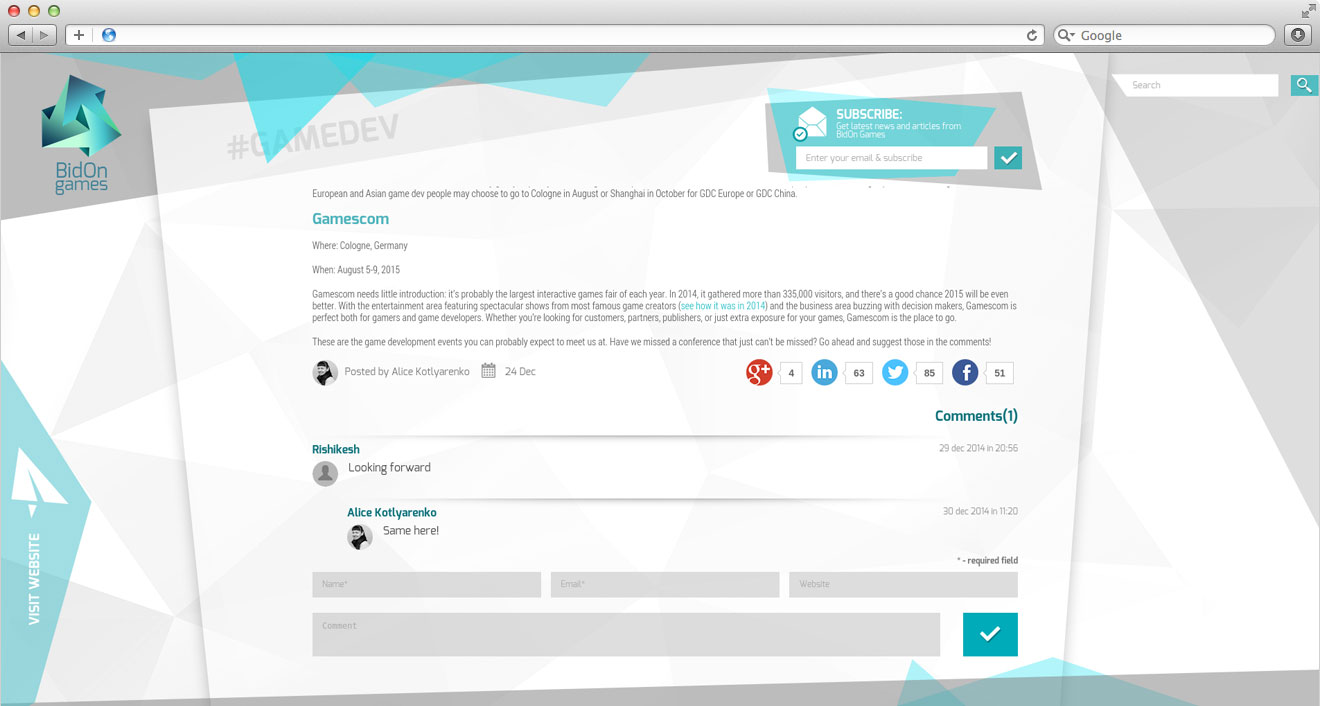 Google
Search
BidOn
games
#GAMEDEV
SUBSCRIBE:
Get latest news and articles from
BidOn Games
Enter your email & subscribe
European and Asian game dev people may choose to go to Cologne in August or Shanghai in October for GDC Europe or GDC China.
Gamescom
Where: Cologne, Germany
When: August 5-9, 2015
Gamescom needs little introduction: it's probably the largest interactive games fair of each year. In 2014, it gathered more than 335,000 visitors, and there's a good chance 2015 will be even
better. With the entertainment area featuring spectacular shows from most famous game creators (see how it was in 2014) and the business area buzzing with decision makers, Gamescom is
perfect both for gamers and game developers. Whether you're looking for customers, partners, publishers, or just extra exposure for your games, Gamescom is the place to go.
These are the game development events you can probably expect to meet us at. Have we missed a conference that just can't be missed? Go ahead and suggest those in the comments!
Posted by Alice Kotlyarenko 24 Dec g+ 4 in 63 85 f 51
Comments(1)
Rishikesh 29 dec 2014 in 20:56
Looking forward
Alice Kotlyarenko 30 dec 2014 in 11:20
Same here!
* - required field
Name* Email* Website
Comment
VISIT WEBSITE